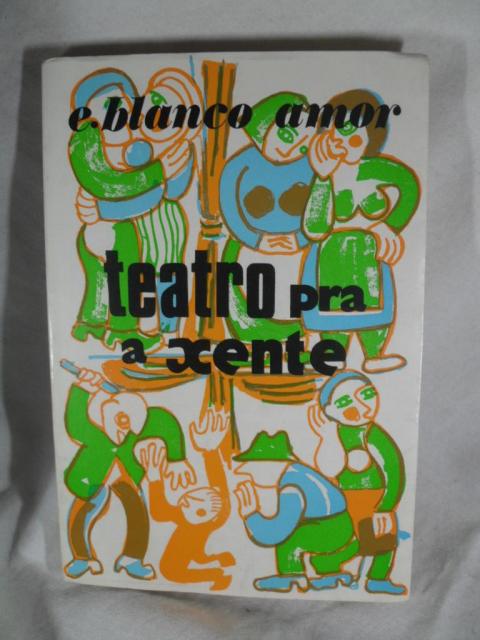 e.blanco amor
teatro pra
a xente